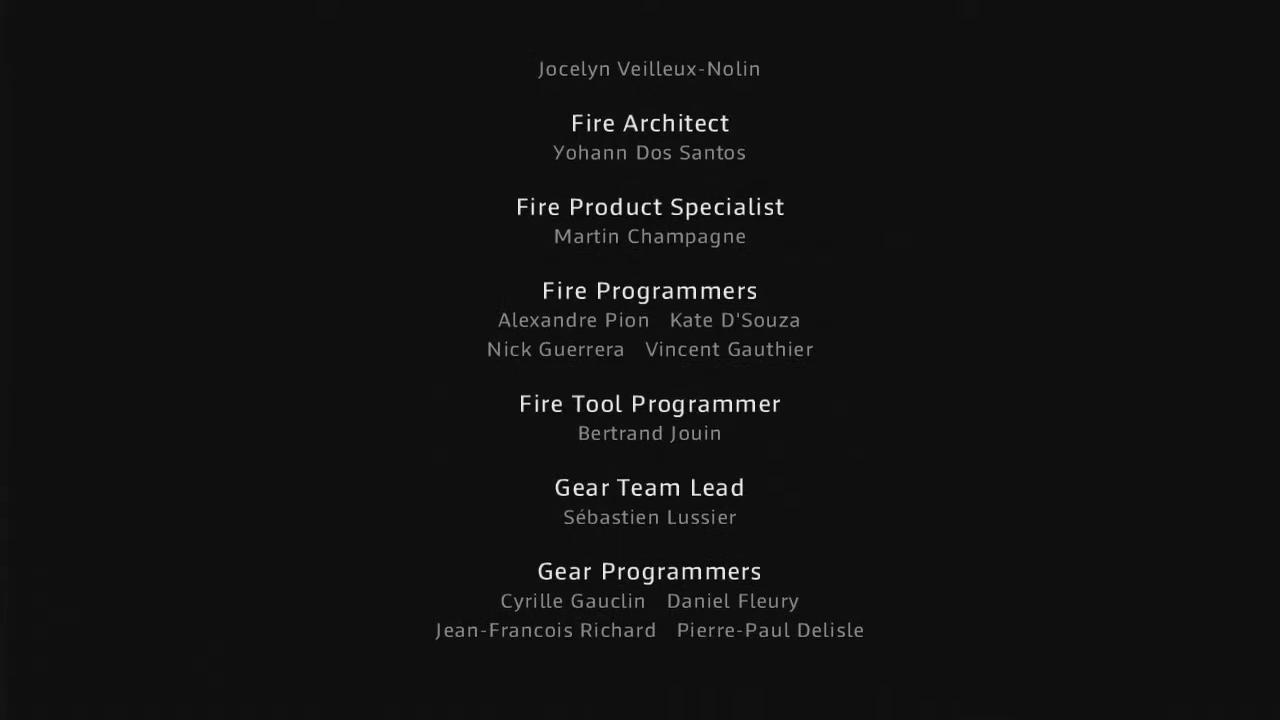 Jocelyn Veilleux-Nolin
Fire Architect
Yohann Dos Santos
Fire Product Specialist
Martin Champagne
Fire Programmers
Alexandre Pion Kate D'Souza
Nick Guerrera Vincent Gauthier
Fire Tool Programmer
Bertrand Jouin
Gear Team Lead
Sébastien Lussier
Gear Programmers
Cyrille Gauclin Daniel Fleury
Jean-Francois Richard Pierre-Paul Delisle